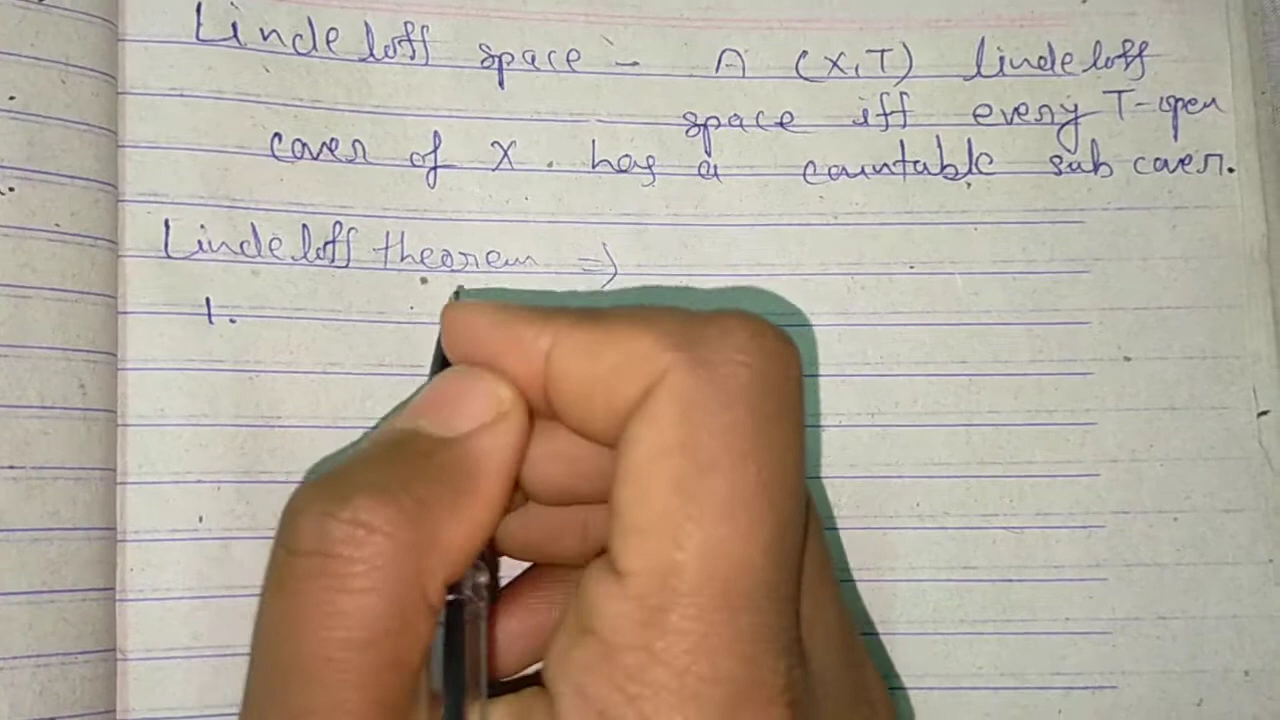 Lindeloff space :- A (X,T) lindeloff
space iff every T-open
cover of X. has a countable sub cover.
Lindeloff theorem =>
1.